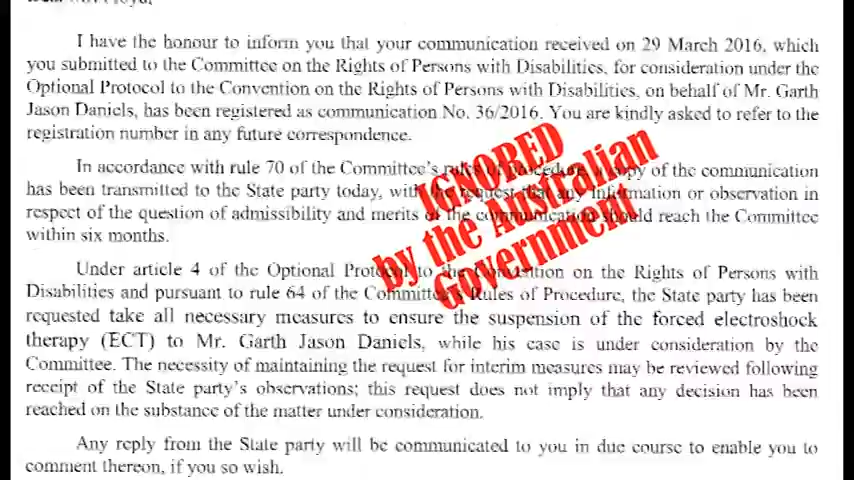 I have the honour to inform you that your communication received on 29 March 2016, which
you submitted to the Committee on the Rights of Persons with Disabilities, for consideration under the
Optional Protocol to the Convention on the Rights of Persons with Disabilities, on behalf of Mr. Garth
Jason Daniels, has been registered as communication No. 36/2016. You are kindly asked to refer to the
registration number in any future correspondence.
In accordance with rule 70 of the Committee's rules of procedure, a copy of the communication
has been transmitted to the State party today, with the request that any information or observation in
respect of the question of admissibility and merits of the communication should reach the Committee
within six months.
IGNORED
by the Australian
Government
Under article 4 of the Optional Protocol to the Convention on the Rights of Persons with
Disabilities and pursuant to rule 64 of the Committee's Rules of Procedure, the State party has been
requested take all necessary measures to ensure the suspension of the forced electroshock
therapy (ECT) to Mr. Garth Jason Daniels, while his case is under consideration by the
Committee. The necessity of maintaining the request for interim measures may be reviewed following
receipt of the State party's observations; this request does not imply that any decision has been
reached on the substance of the matter under consideration.
Any reply from the State party will be communicated to you in due course to enable you to
comment thereon, if you so wish.